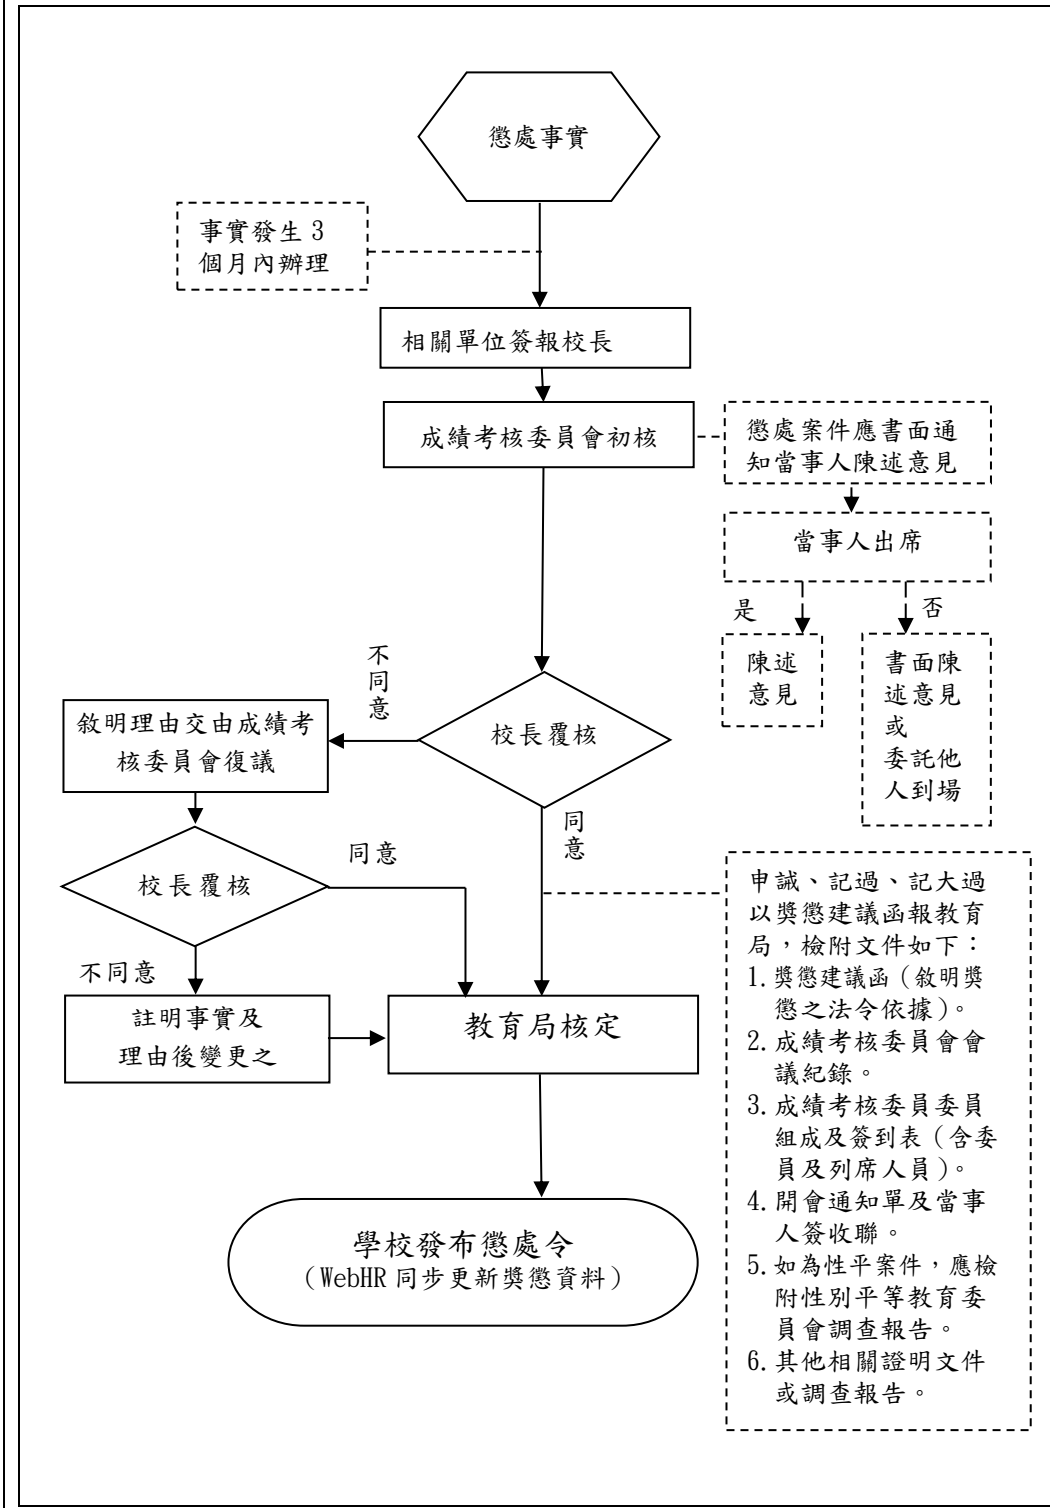 懲處事實
事實發生 3
個月內辦理
相關單位簽報校長
成績考核委員會初核
懲處案件應書面通
知當事人陳述意見
當事人出席
是
否
陳述
意見
書面陳
述意見
或
委託他
人到場
不
同
意
校長覆核
敘明理由交由成績考
核委員會復議
同
意
校長覆核
同意
不同意
註明事實及
理由後變更之
教育局核定
申誡、記過、記大過
以獎懲建議函報教育
局，檢附文件如下：
1.獎懲建議函（敘明獎
懲之法令依據）。
2.成績考核委員會會
議紀錄。
3.成績考核委員委員
組成及簽到表（含委
員及列席人員）。
4.開會通知單及當事
人簽收聯。
5.如為性平案件，應檢
附性別平等教育委
員會調查報告。
6.其他相關證明文件
或調查報告。
學校發布懲處令
（WebHR 同步更新獎懲資料）